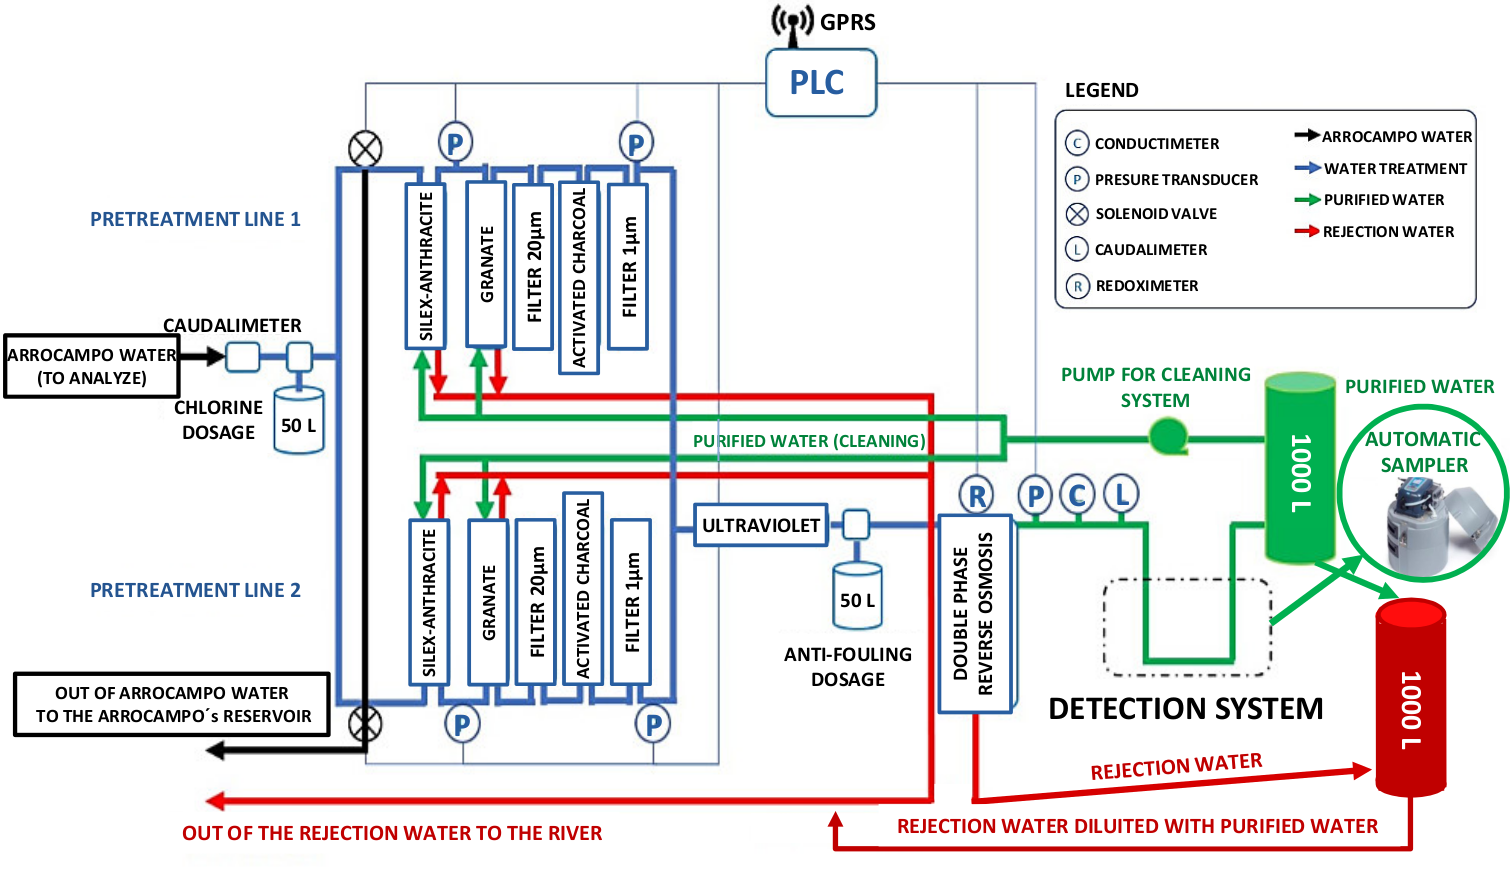 GPRS
PLC
LEGEND
C CONDUCTIMETER
P PRESURE TRANSDUCER
SOLENOID VALVE
L CAUDALIMETER
R REDOXIMETER
ARROCAMPO WATER
WATER TREATMENT
PURIFIED WATER
REJECTION WATER
P
P
PRETREATMENT LINE 1
SILEX-ANTHRACITE
GRANATE
FILTER 20µm
ACTIVATED CHARCOAL
FILTER 1µm
CAUDALIMETER
ARROCAMPO WATER
(TO ANALYZE)
CHLORINE
DOSAGE
50 L
PURIFIED WATER (CLEANING)
PUMP FOR CLEANING
SYSTEM
1000 L
PURIFIED WATER
AUTOMATIC
SAMPLER
R
P
C
L
ULTRAVIOLET
50 L
ANTI-FOULING
DOSAGE
DOUBLE PHASE
REVERSE OSMOSIS
PRETREATMENT LINE 2
SILEX-ANTHRACITE
GRANATE
FILTER 20µm
ACTIVATED CHARCOAL
FILTER 1µm
P
P
OUT OF ARROCAMPO WATER
TO THE ARROCAMPO´s RESERVOIR
DETECTION SYSTEM
1000 L
REJECTION WATER
OUT OF THE REJECTION WATER TO THE RIVER
REJECTION WATER DILUITED WITH PURIFIED WATER